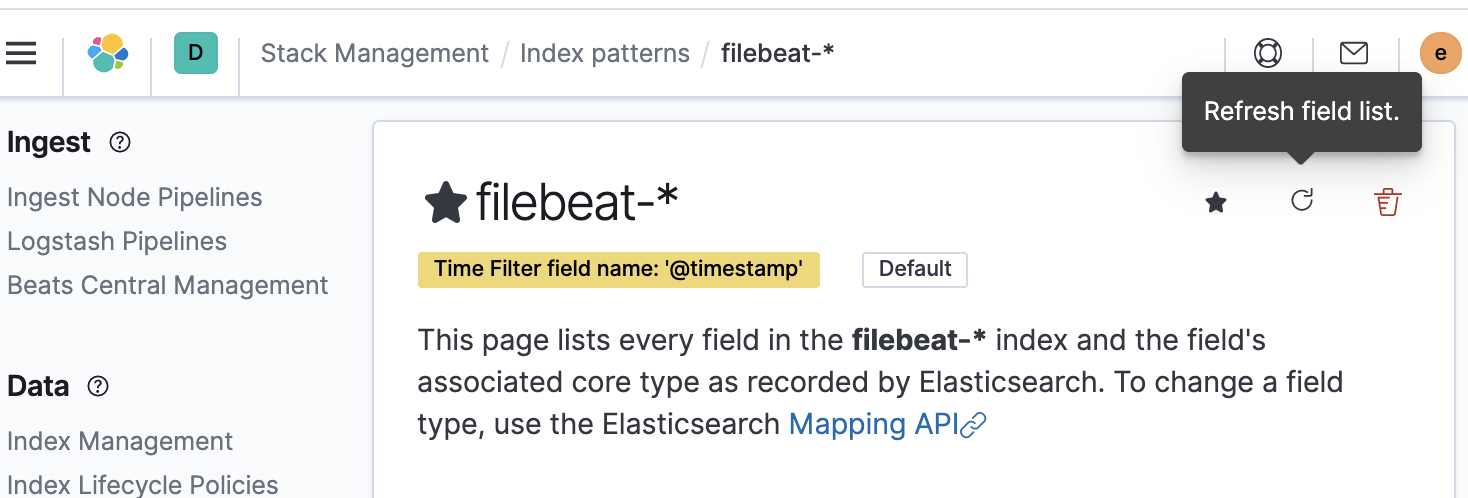 D Stack Management / Index patterns / filebeat-* e
Refresh field list.
Ingest
Ingest Node Pipelines
Logstash Pipelines
Beats Central Management
Data
Index Management
Index Lifecycle Policies
filebeat-*
Time Filter field name: '@timestamp' Default
This page lists every field in the filebeat-* index and the field's
associated core type as recorded by Elasticsearch. To change a field
type, use the Elasticsearch Mapping API